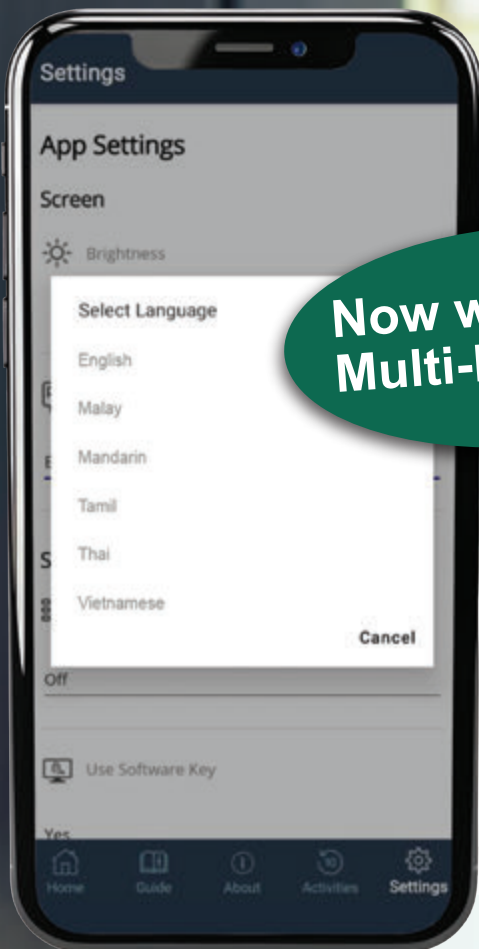 Settings
App Settings
Screen
Brightness
Now
Multi-
Select Language
English
Malay
Mandarin
Tamil
Thai
Vietnamese
Cancel
Off
Use Software Key
Yes
Home
Guide
About
Activities
Settings